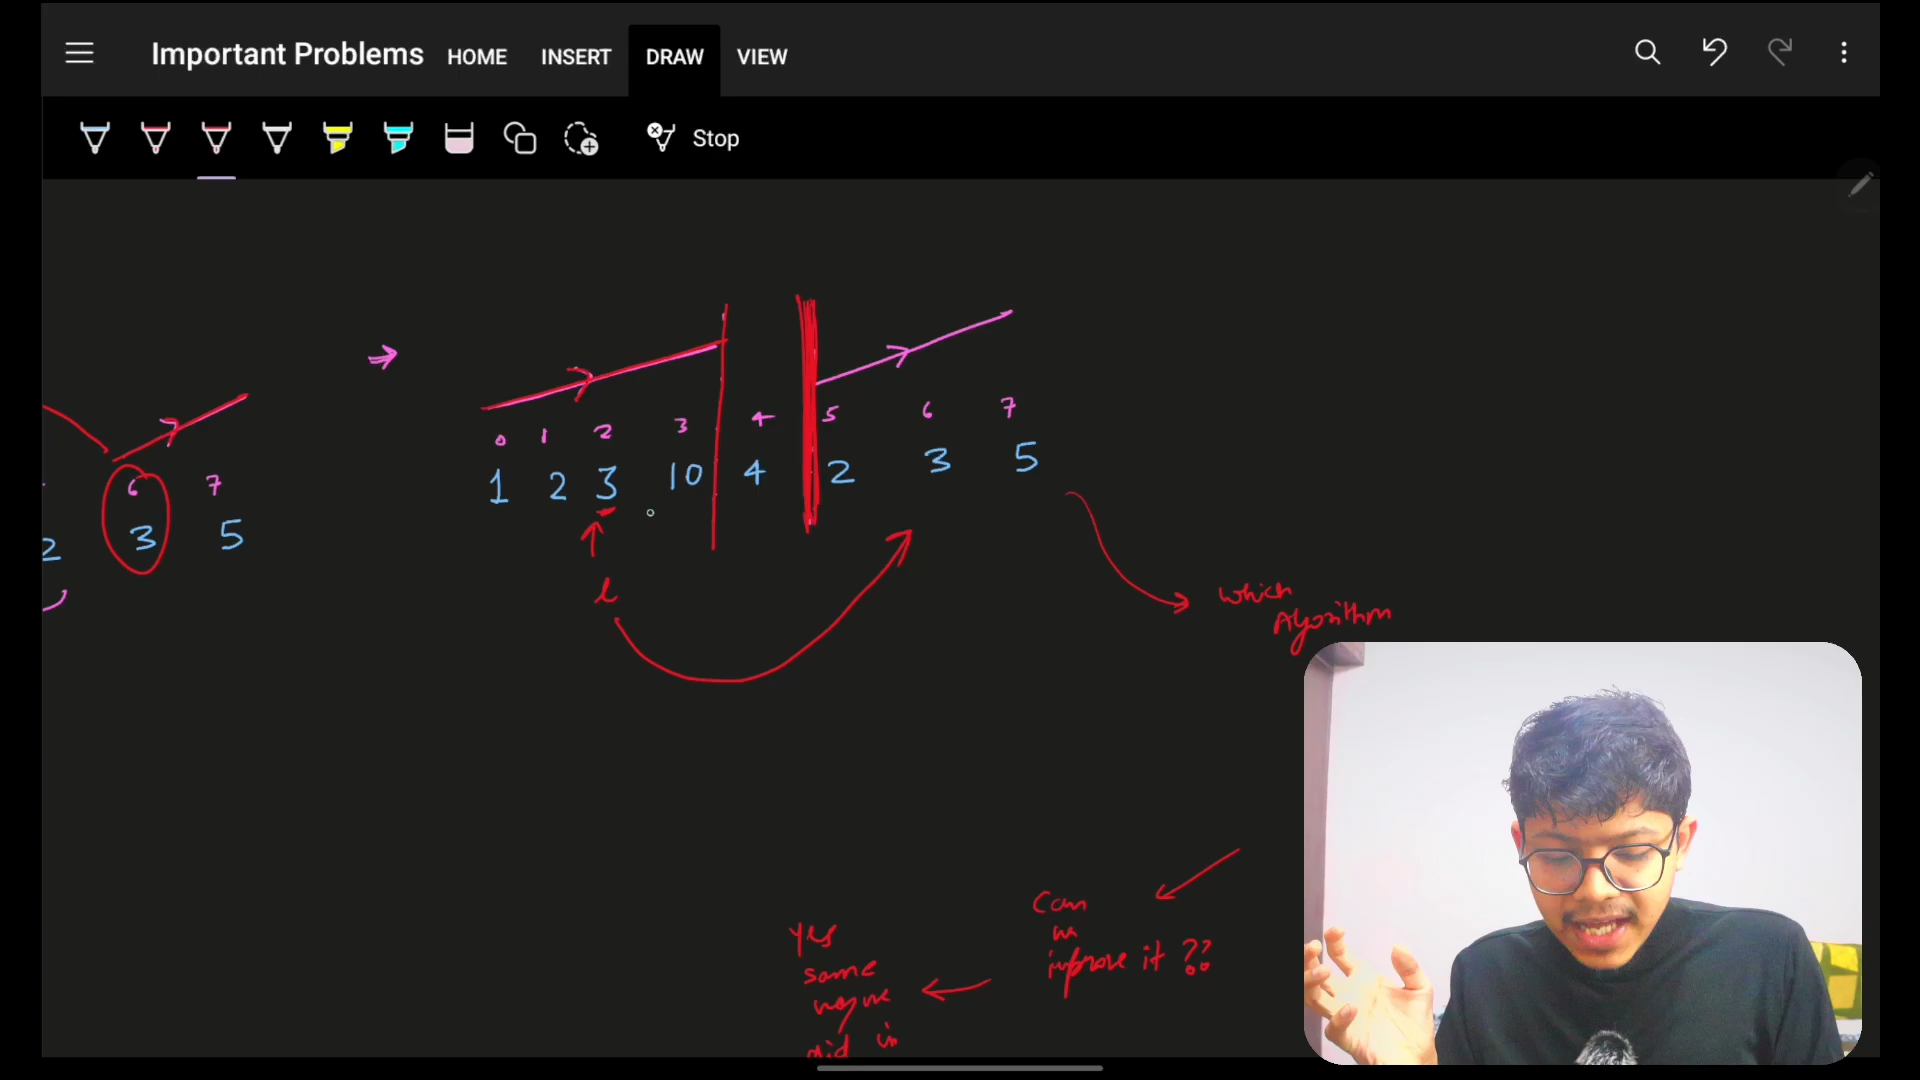 Important Problems HOME INSERT DRAW VIEW
Stop
0 1 2 3 4 5 6 7
1 2 3 10 4 2 3 5
6 7
2 3 5
l
which
Algorithm
Can
we
improve it ??
yes
same
did in